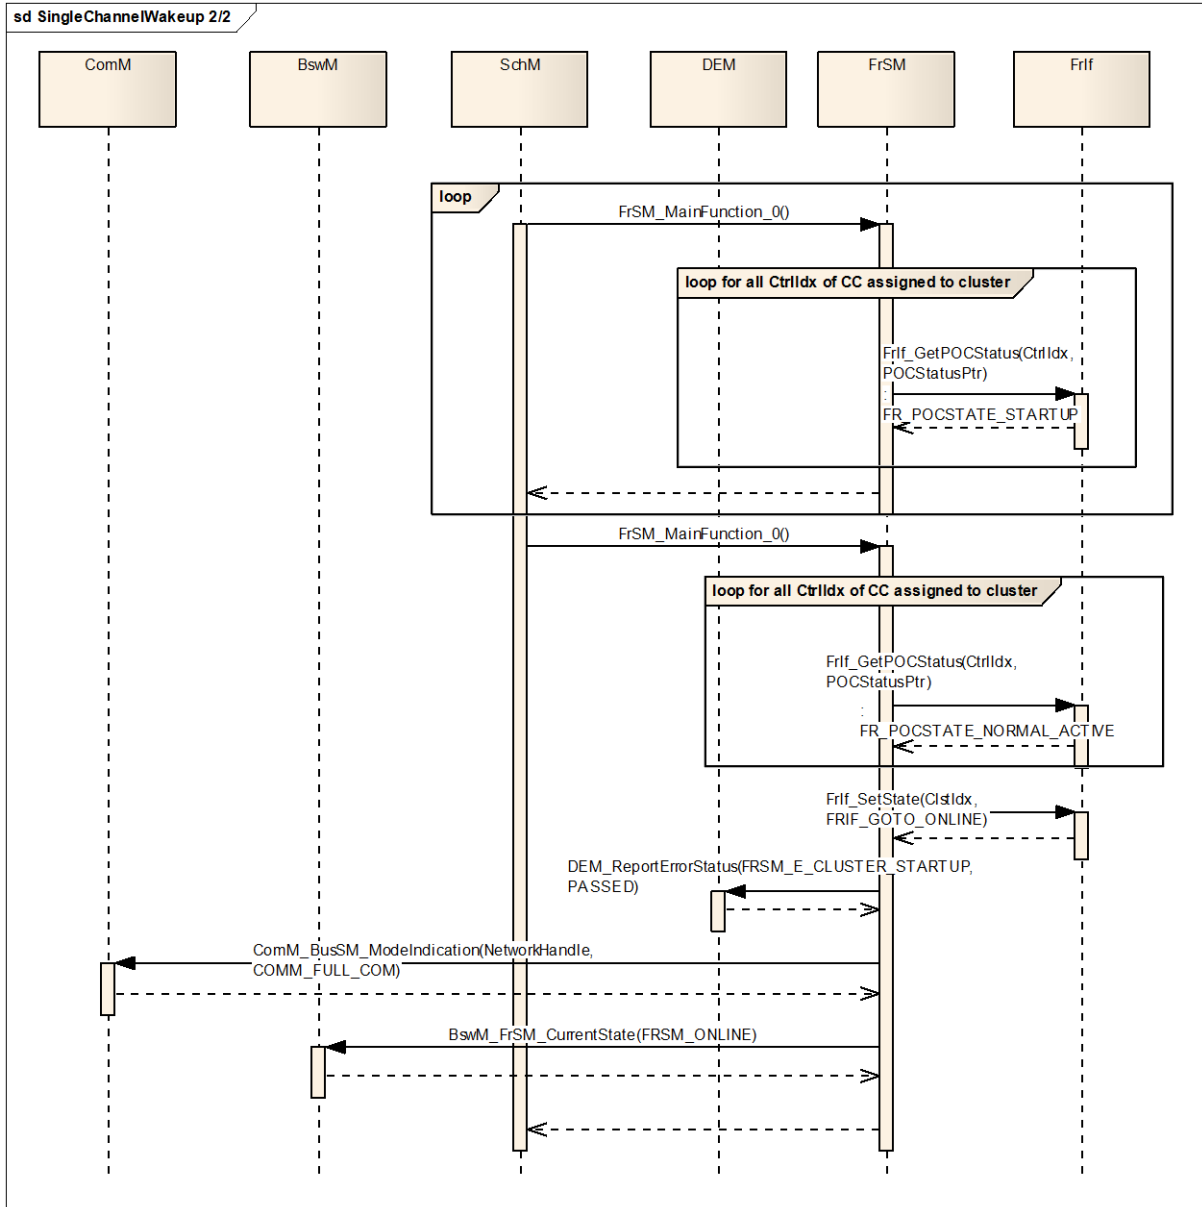 sd SingleChannelWakeup 2/2
ComM
BswM
SchM
DEM
FrSM
FrIf
loop
FrSM_MainFunction_0()
loop for all CtrlIdx of CC assigned to cluster
FrIf_GetPOCStatus(CtrlIdx,
POCStatusPtr)
:
FR_POCSTATE_STARTUP
FrSM_MainFunction_0()
loop for all CtrlIdx of CC assigned to cluster
FrIf_GetPOCStatus(CtrlIdx,
POCStatusPtr)
:
FR_POCSTATE_NORMAL_ACTIVE
FrIf_SetState(ClstIdx,
FRIF_GOTO_ONLINE)
DEM_ReportErrorStatus(FRSM_E_CLUSTER_STARTUP,
PASSED)
ComM_BusSM_ModeIndication(NetworkHandle,
COMM_FULL_COM)
BswM_FrSM_CurrentState(FRSM_ONLINE)